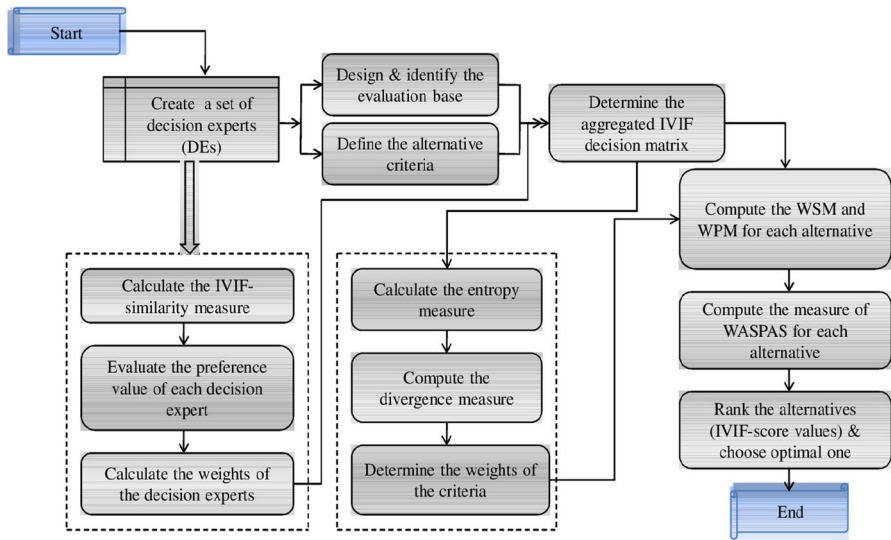 Start
Create a set of
decision experts
(DEs)
Design & identify the
evaluation base
Define the alternative
criteria
Determine the
aggregated IVIF
decision matrix
Calculate the IVIF-
similarity measure
Evaluate the preference
value of each decision
expert
Calculate the weights of
the decision experts
Calculate the entropy
measure
Compute the
divergence measure
Determine the weights of
the criteria
Compute the WSM and
WPM for each alternative
Compute the measure of
WASPAS for each
alternative
Rank the alternatives
(IVIF-score values) &
choose optimal one
End